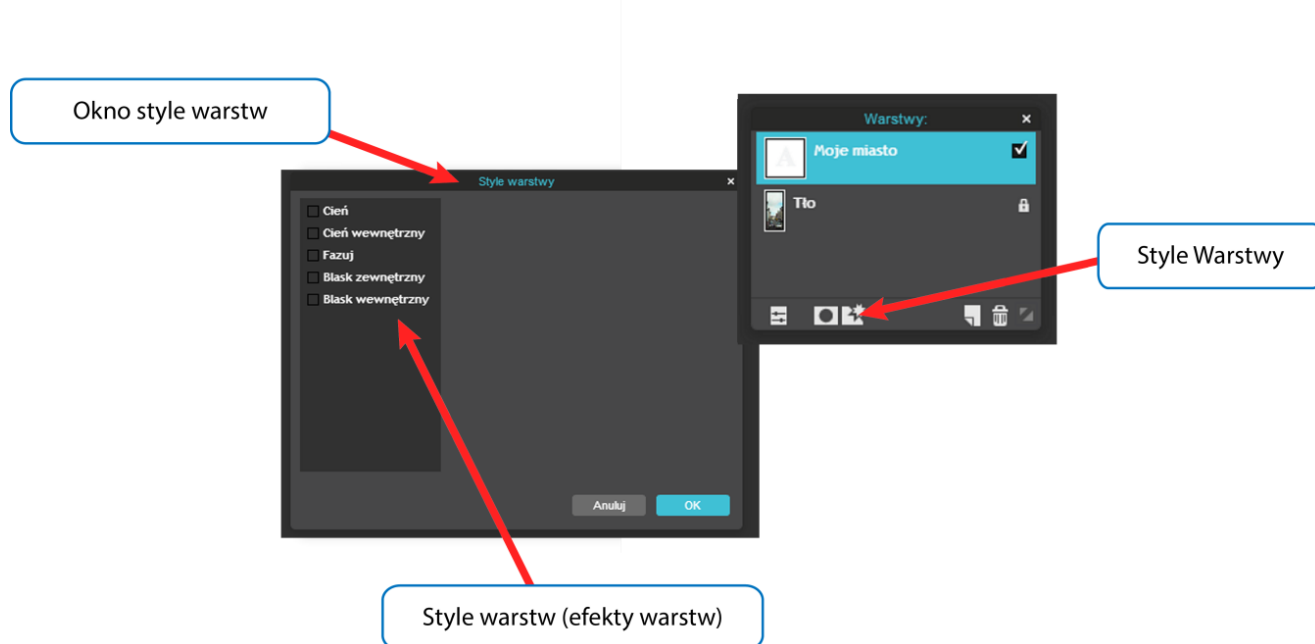 Okno style warstw
Warstwy:
Moje miasto
Tło
Style warstwy
Cień
Cień wewnętrzny
Fazuj
Blask zewnętrzny
Blask wewnętrzny
Style Warstwy
Anuluj
OK
Style warstw (efekty warstw)